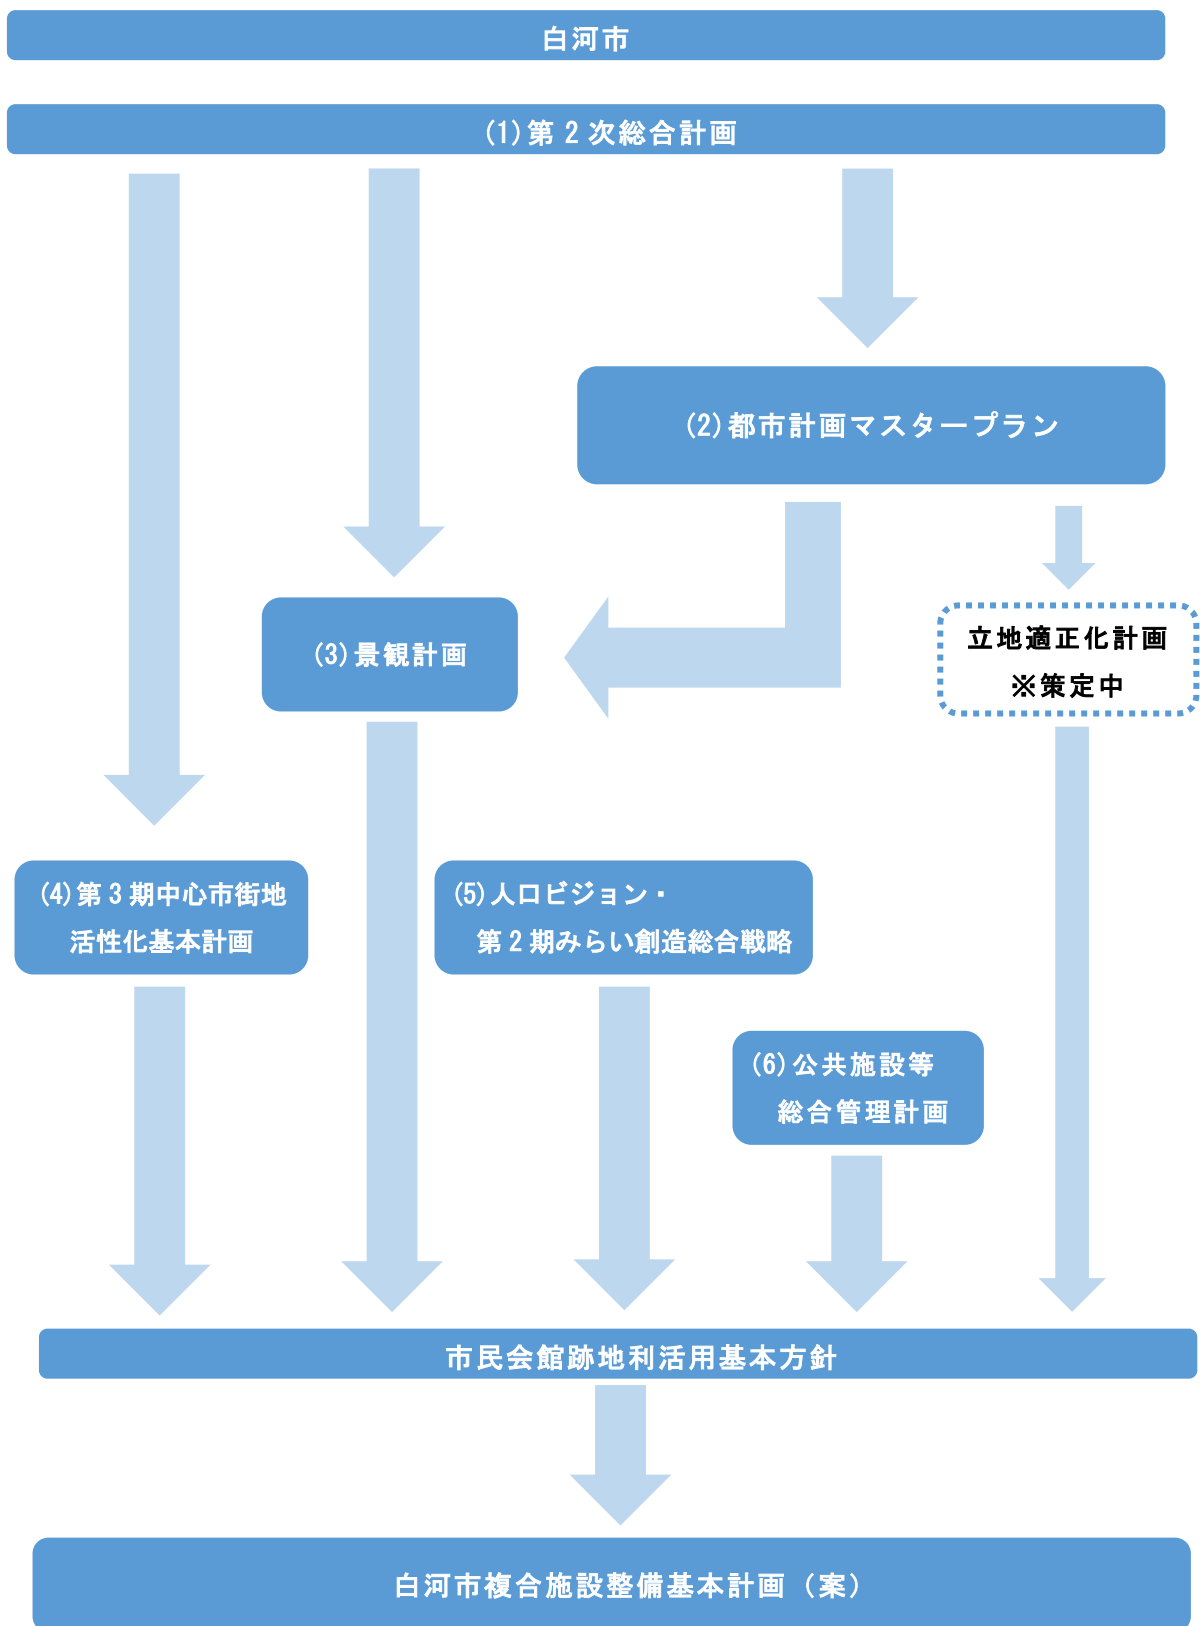 白河市
(1)第2次総合計画
(2)都市計画マスタープラン
(3)景観計画
立地適正化計画
※策定中
(4)第3期中心市街地
活性化基本計画
(5)人口ビジョン・
第2期みらい創造総合戦略
(6)公共施設等
総合管理計画
市民会館跡地利活用基本方針
白河市複合施設整備基本計画（案）